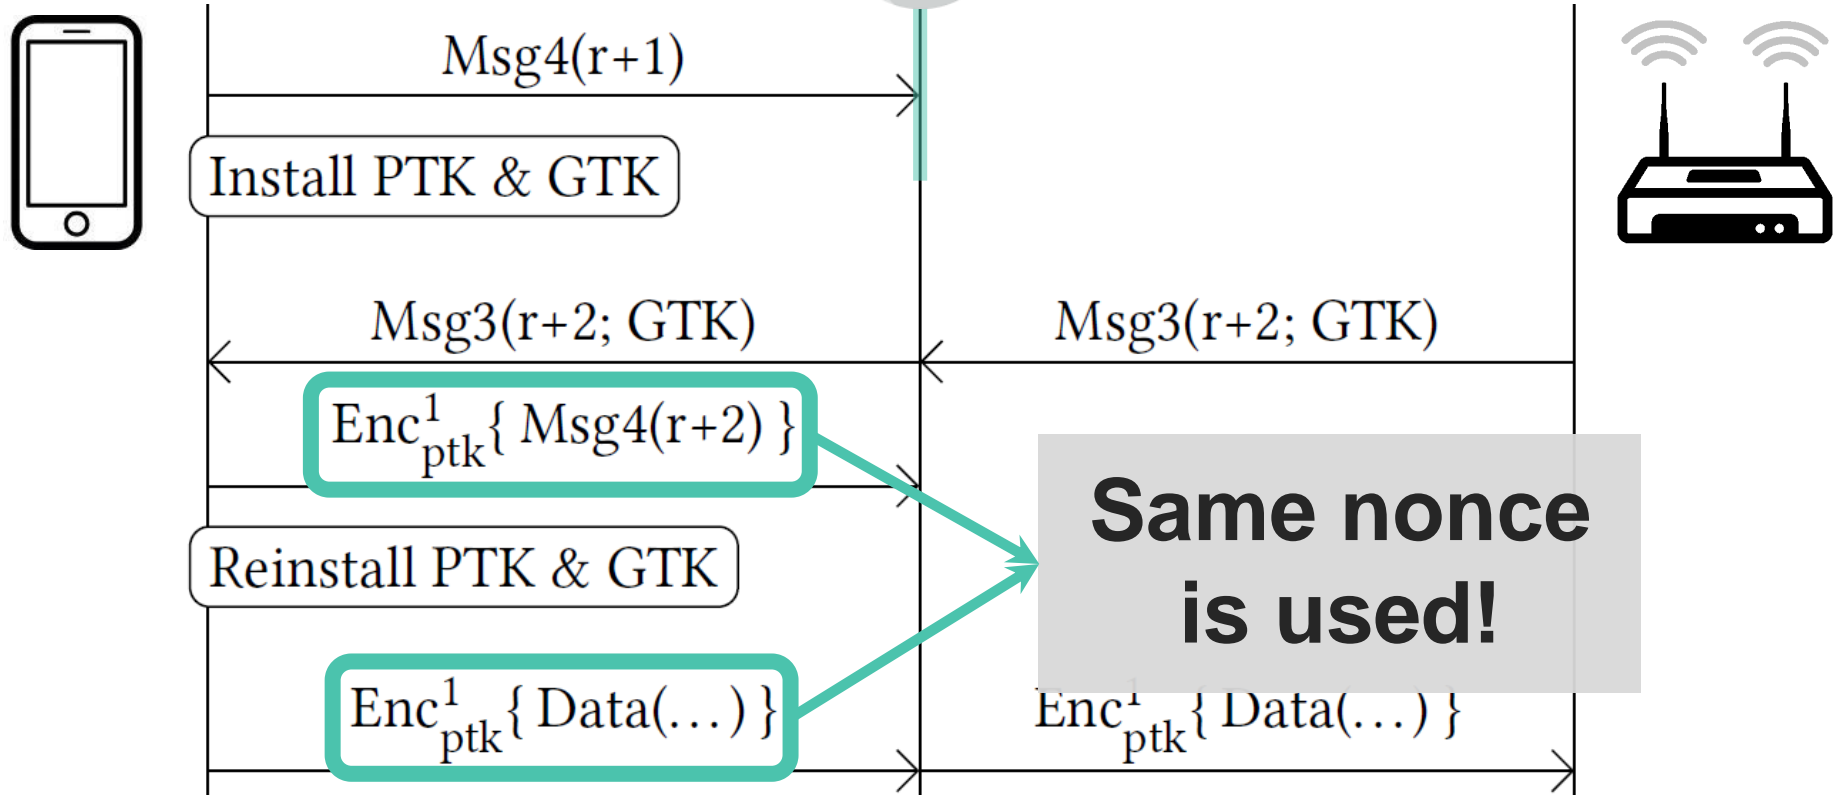 Msg4(r+1)
Install PTK & GTK
Msg3(r+2; GTK)
Msg3(r+2; GTK)
Enc¹ptk{ Msg4(r+2) }
Same nonce
is used!
Reinstall PTK & GTK
Enc¹ptk{ Data(…) }
Enc¹ptk{ Data(…) }